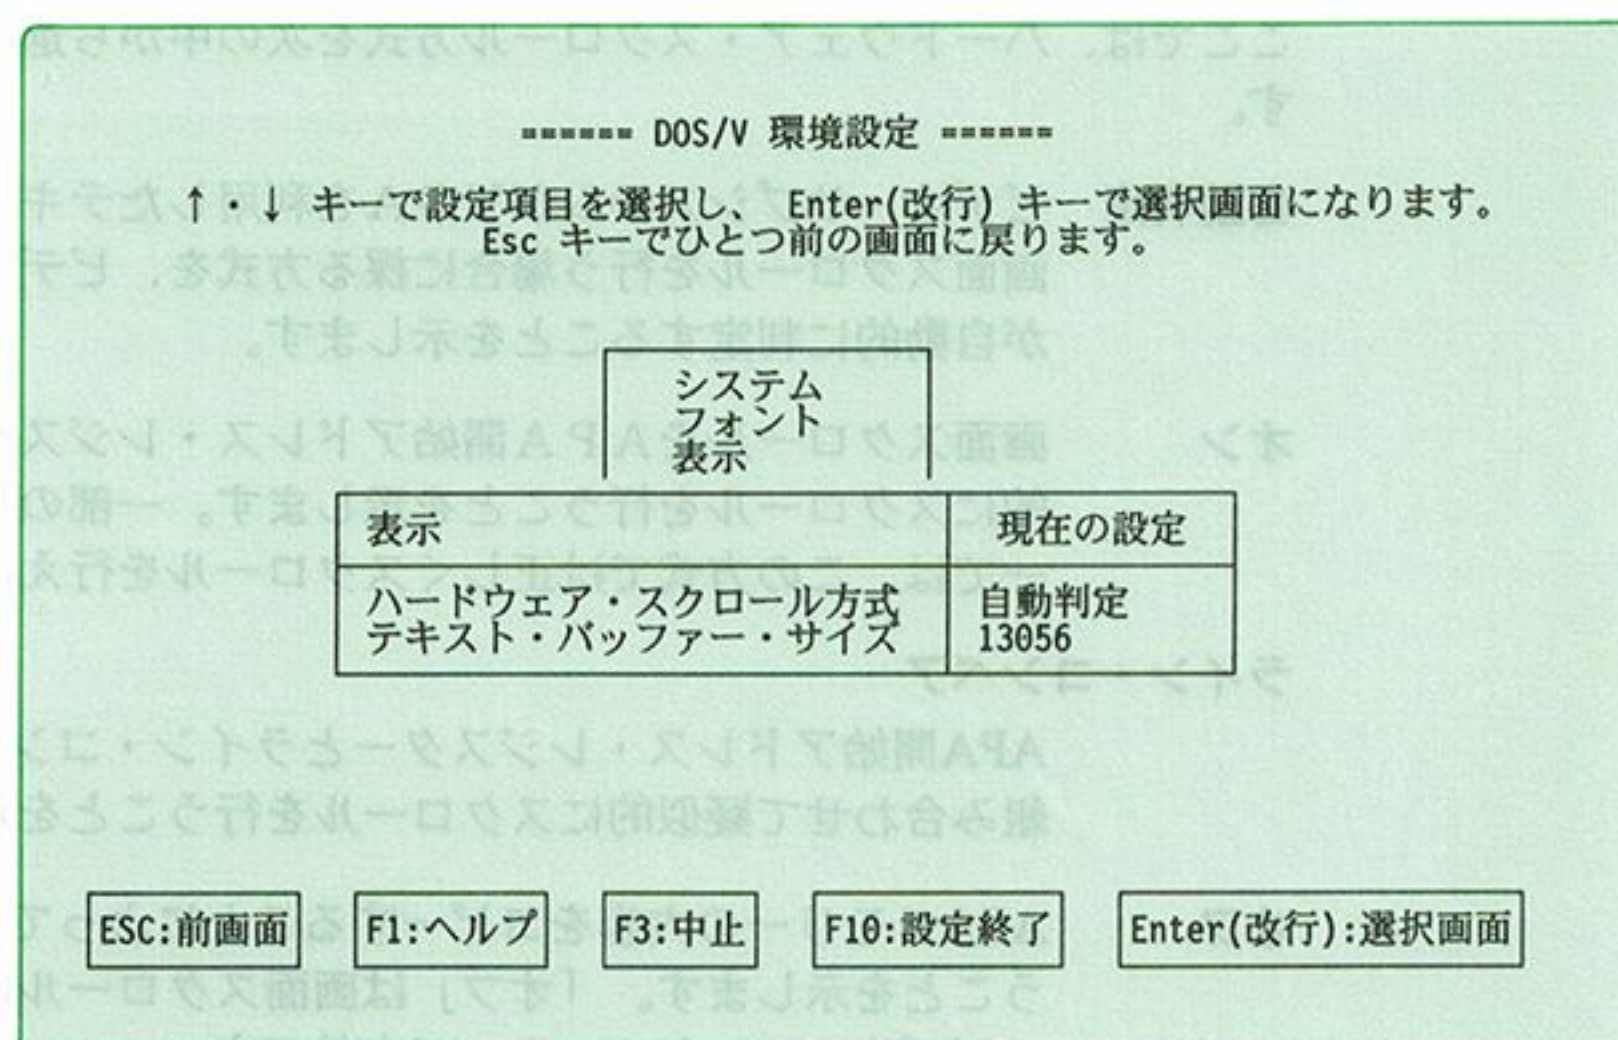 ====== DOS/V 環境設定 ======
↑・↓ キーで設定項目を選択し、 Enter(改行) キーで選択画面になります。
Esc キーでひとつ前の画面に戻ります。
システム
フォント
表示
表示 現在の設定
ハードウェア・スクロール方式 自動判定
テキスト・バッファー・サイズ 13056
ESC:前画面 F1:ヘルプ F3:中止 F10:設定終了 Enter(改行):選択画面